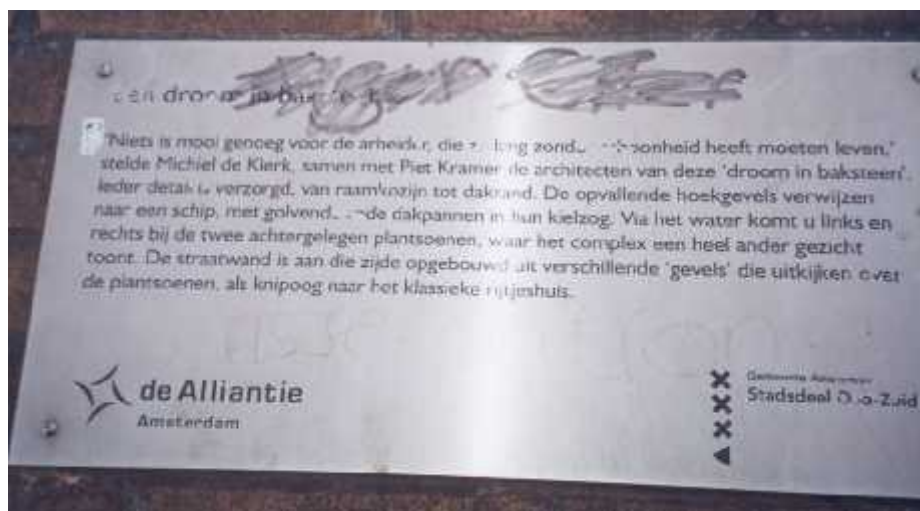 een droom in
'Niets is mooi genoeg voor de arbeider, die zo lang zonder schoonheid heeft moeten leven,'
stelde Michiel de Klerk, samen met Piet Kramer de architecten van deze 'droom in baksteen'.
Ieder detail is verzorgd, van raamkozijn tot dakrand. De opvallende hoekgevels verwijzen
naar een schip, met golvende dakpannen in hun kielzog. Via het water komt u links en
rechts bij de twee achtergelegen plantsoenen, waar het complex een heel ander gezicht
toont. De straatwand is aan die zijde opgebouwd uit verschillende 'gevels' die uitkijken over
de plantsoenen, als knipoog naar het klassieke rijtjeshuis.
de Alliantie
Amsterdam
Gemeente Amsterdam
Stadsdeel Oud-Zuid